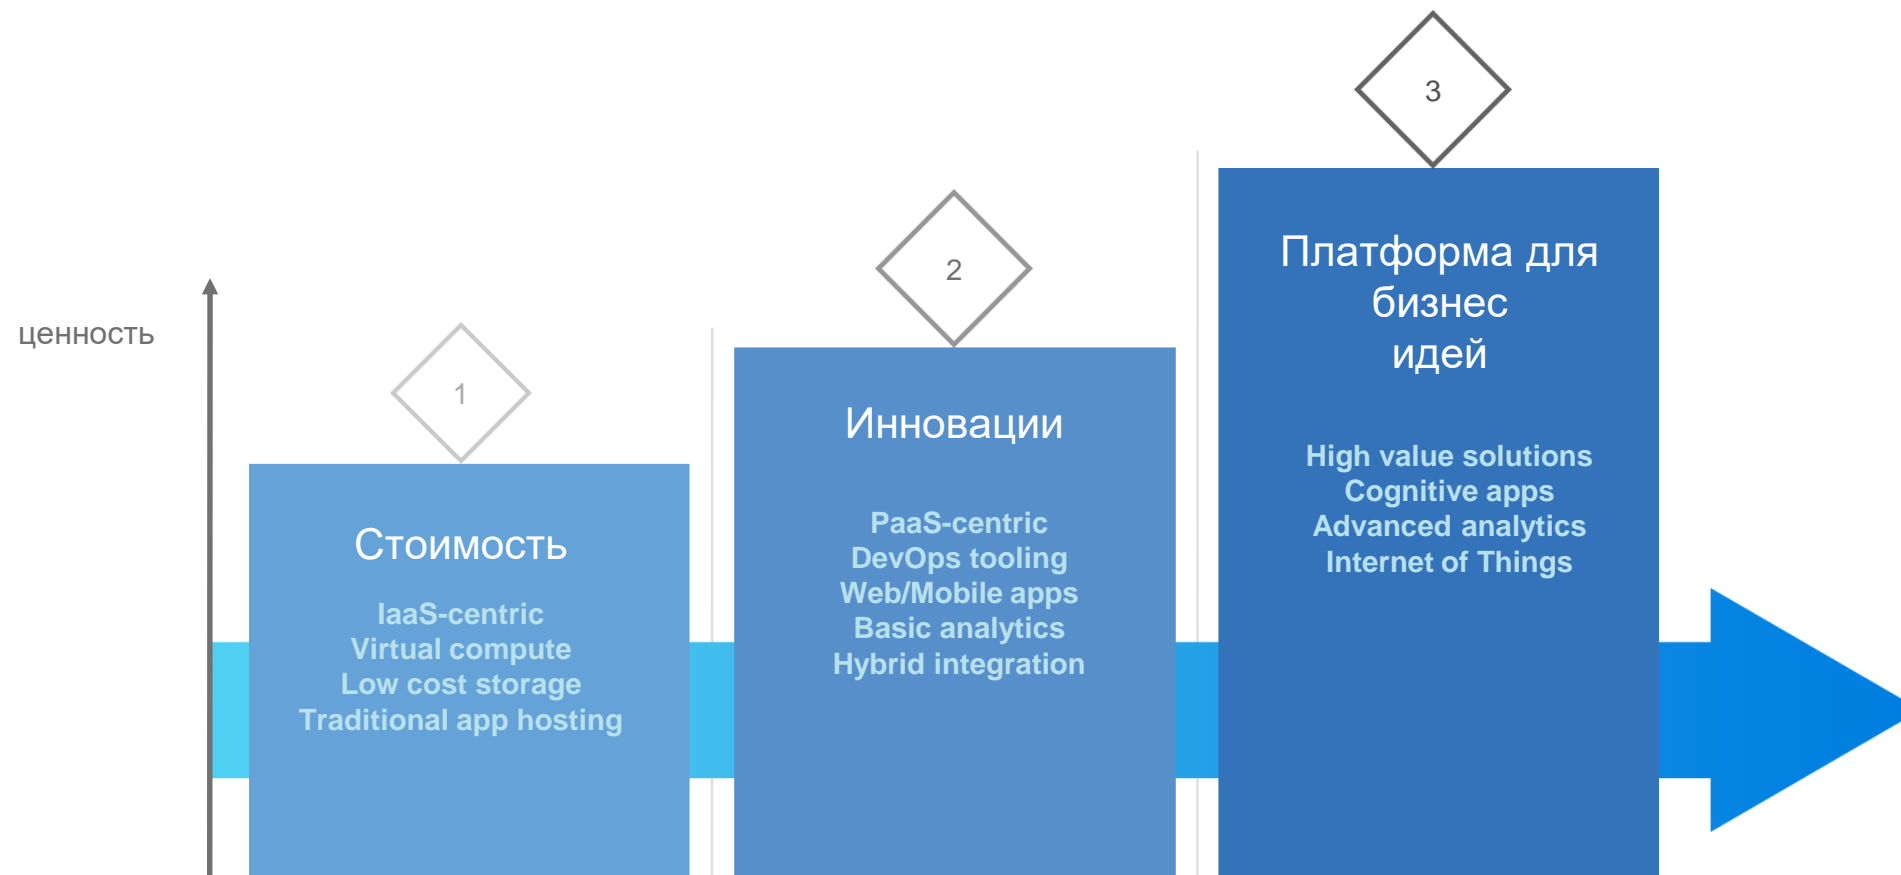 ценность
1
Стоимость
IaaS-centric
Virtual compute
Low cost storage
Traditional app hosting
2
Инновации
PaaS-centric
DevOps tooling
Web/Mobile apps
Basic analytics
Hybrid integration
3
Платформа для
бизнес
идей
High value solutions
Cognitive apps
Advanced analytics
Internet of Things